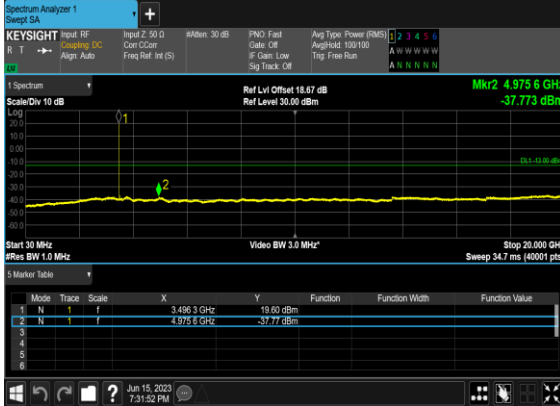 Spectrum Analyzer 1
Swept SA
+
KEYSIGHT Input: RF Input Z: 50 Ω #Atten: 30 dB PNO: Fast Avg Type: Power (RMS) 1 2 3 4 5 6
R T Coupling: DC Corr CCorr Gate: Off Avg|Hold: 100/100 A W W W W W
Align: Auto Freq Ref: Int (S) IF Gain: Low Trig: Free Run
Sig Track: Off A N N N N N
1 Spectrum
Ref Lvl Offset 18.67 dB Mkr2 4.975 6 GHz
Scale/Div 10 dB Ref Level 30.00 dBm -37.773 dBm
Log
20.0
10.0
0.00
-10.0
DL1 -13.00 dBm
-20.0
-30.0
-40.0
-50.0
-60.0
1
2
Start 30 MHz Video BW 3.0 MHz* Stop 20.000 GHz
#Res BW 1.0 MHz Sweep 34.7 ms (40001 pts)
5 Marker Table
Mode Trace Scale X Y Function Function Width Function Value
1 N 1 f 3.496 3 GHz 19.60 dBm
2 N 1 f 4.975 6 GHz -37.77 dBm
3
4
5
6
? Jun 15, 2023
7:31:52 PM